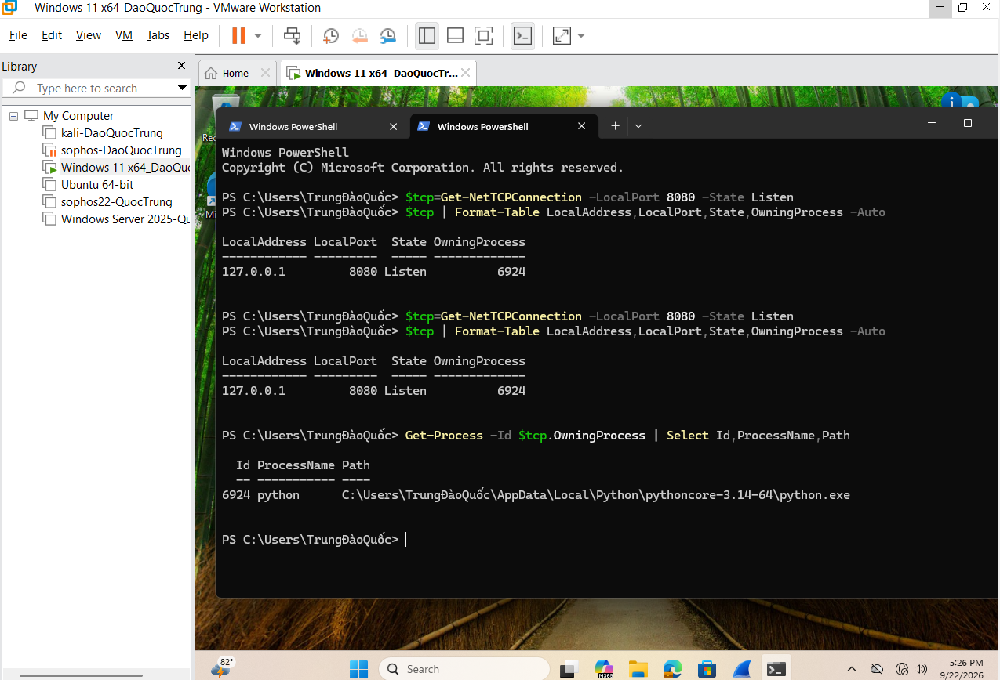 Windows 11 x64_DaoQuocTrung - VMware Workstation
File Edit View VM Tabs Help
Library
Type here to search
My Computer
kali-DaoQuocTrung
sophos-DaoQuocTrung
Windows 11 x64_DaoQuo
Ubuntu 64-bit
sophos22-QuocTrung
Windows Server 2025-Qu
Home
Windows 11 x64_DaoQuocTr...
Windows PowerShell
Windows PowerShell
Windows PowerShell
Copyright (C) Microsoft Corporation. All rights reserved.
PS C:\Users\TrungĐàoQuốc> $tcp=Get-NetTCPConnection -LocalPort 8080 -State Listen
PS C:\Users\TrungĐàoQuốc> $tcp | Format-Table LocalAddress,LocalPort,State,OwningProcess -Auto
LocalAddress LocalPort  State OwningProcess
------------ ---------  ----- -------------
127.0.0.1         8080 Listen          6924
PS C:\Users\TrungĐàoQuốc> $tcp=Get-NetTCPConnection -LocalPort 8080 -State Listen
PS C:\Users\TrungĐàoQuốc> $tcp | Format-Table LocalAddress,LocalPort,State,OwningProcess -Auto
LocalAddress LocalPort  State OwningProcess
------------ ---------  ----- -------------
127.0.0.1         8080 Listen          6924
PS C:\Users\TrungĐàoQuốc> Get-Process -Id $tcp.OwningProcess | Select Id,ProcessName,Path
  Id ProcessName Path
  -- ----------- ----
6924 python      C:\Users\TrungĐàoQuốc\AppData\Local\Python\pythoncore-3.14-64\python.exe
PS C:\Users\TrungĐàoQuốc>
Rec
Mi
82°
Search
M365
5:26 PM
9/22/2026